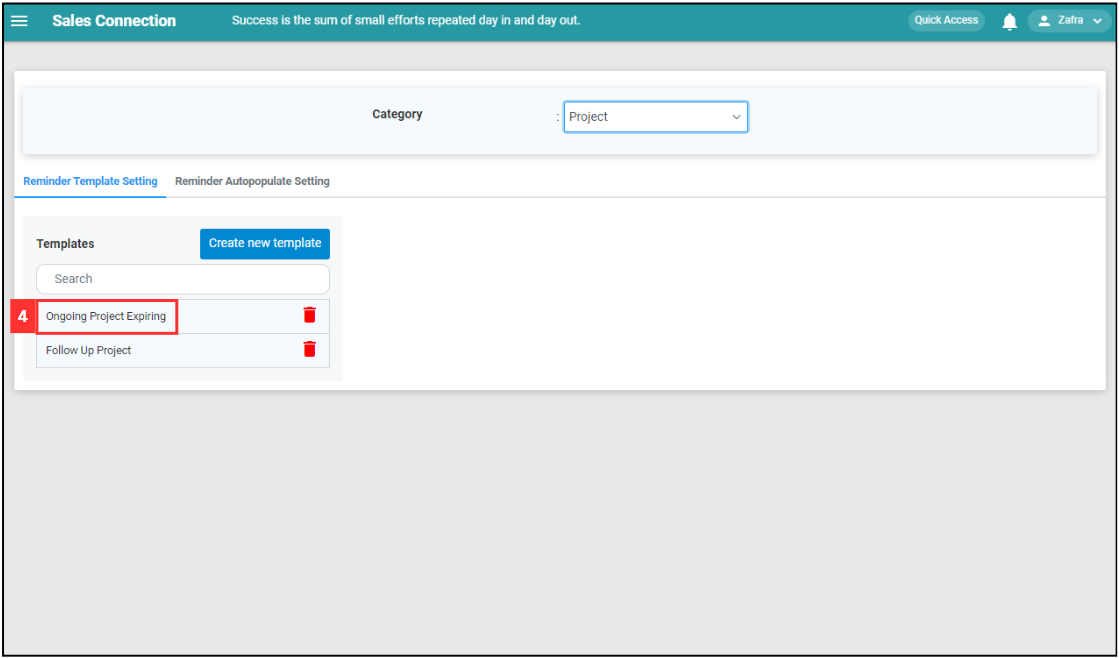 Sales Connection Success is the sum of small efforts repeated day in and day out. Quick Access Zafra
Category : Project
Reminder Template Setting Reminder Autopopulate Setting
Templates Create new template
Search
4 Ongoing Project Expiring
Follow Up Project